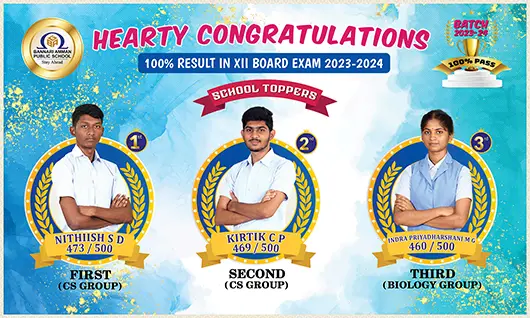 BANNARI AMMAN
PUBLIC SCHOOL
Stay Ahead
HEARTY CONGRATULATIONS
BATCH
2023-24
100% RESULT IN XII BOARD EXAM 2023-2024
100% PASS
SCHOOL TOPPERS
1st
2nd
3rd
NITHIISH S D
473 / 500
KIRTIK C P
469 / 500
INDRA PRIYADHARSHANI M G
460 / 500
FIRST
(CS GROUP)
SECOND
(CS GROUP)
THIRD
(BIOLOGY GROUP)